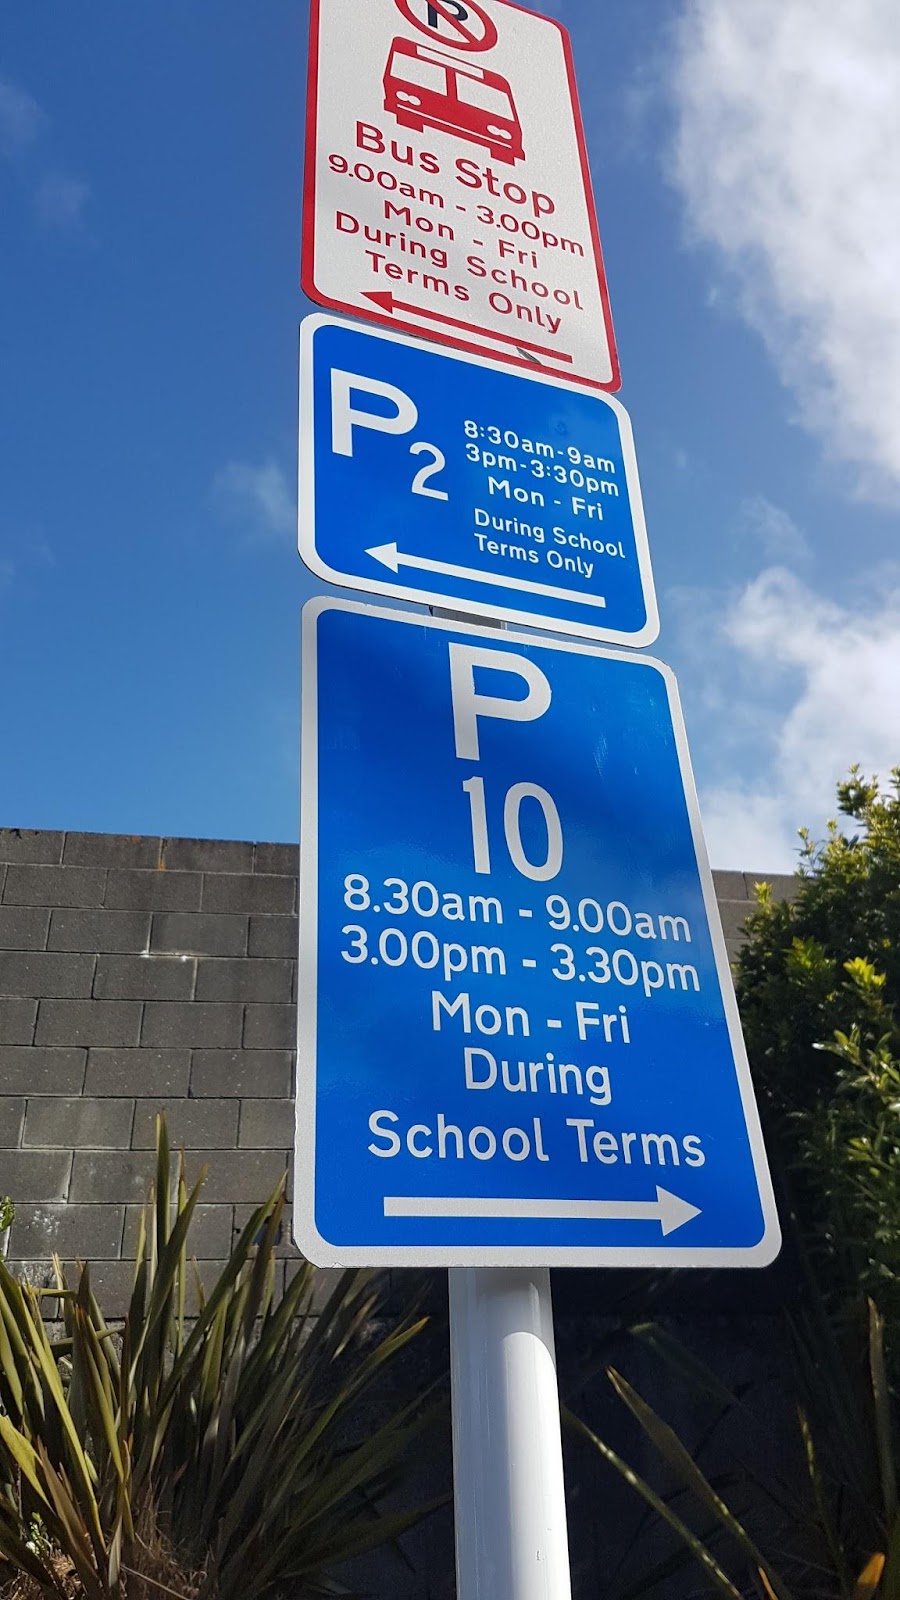 P
Bus Stop
9.00am - 3.00pm
Mon - Fri
During School
Terms Only
P 2
8:30am-9am
3pm-3:30pm
Mon - Fri
During School
Terms Only
P
10
8.30am - 9.00am
3.00pm - 3.30pm
Mon - Fri
During
School Terms